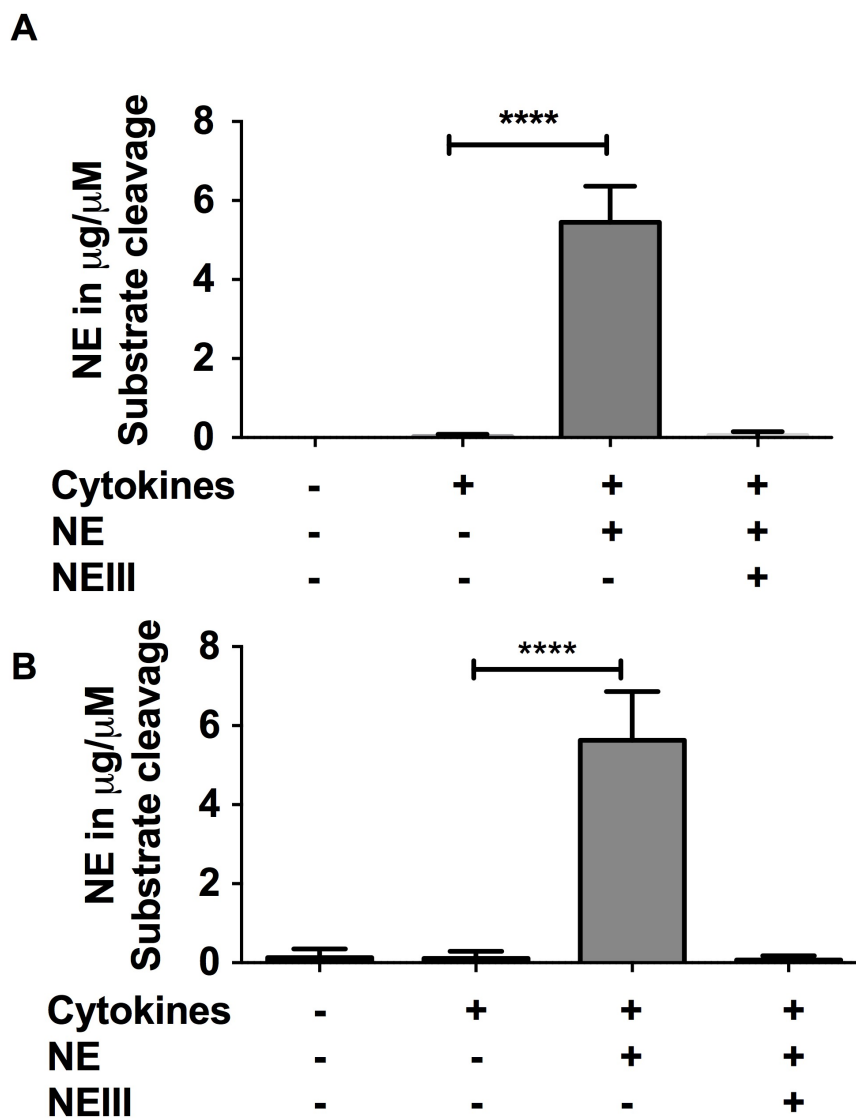 A
NE in µg/µM
Substrate cleavage
8
6
4
2
0
****
Cytokines - + + +
NE - - + +
NEIII - - - +
B
NE in µg/µM
Substrate cleavage
8
6
4
2
0
****
Cytokines - + + +
NE - - + +
NEIII - - - +